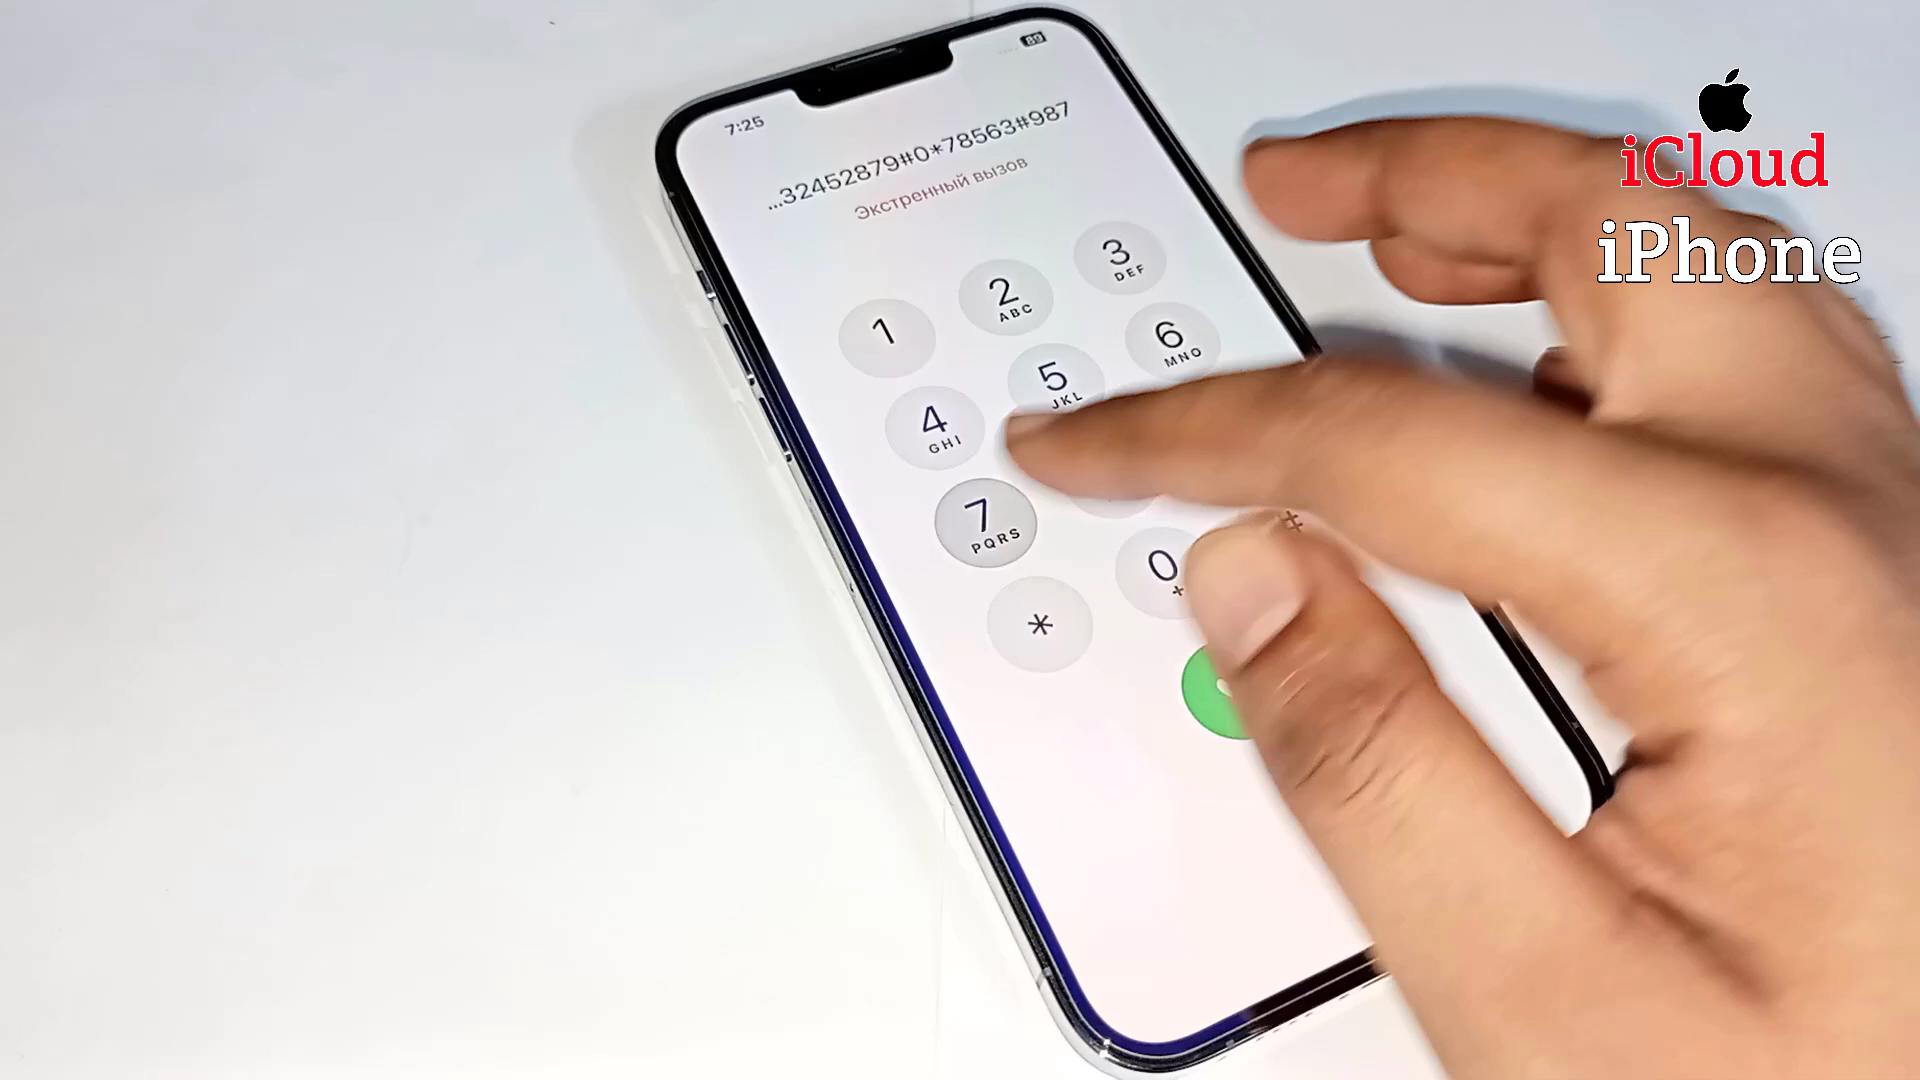 7:25
89
...32452879#0*78563#987
Экстренный вызов
1
2
ABC
3
DEF
4
GHI
5
JKL
6
MNO
7
PQRS
*
0
+
#
iCloud
iPhone